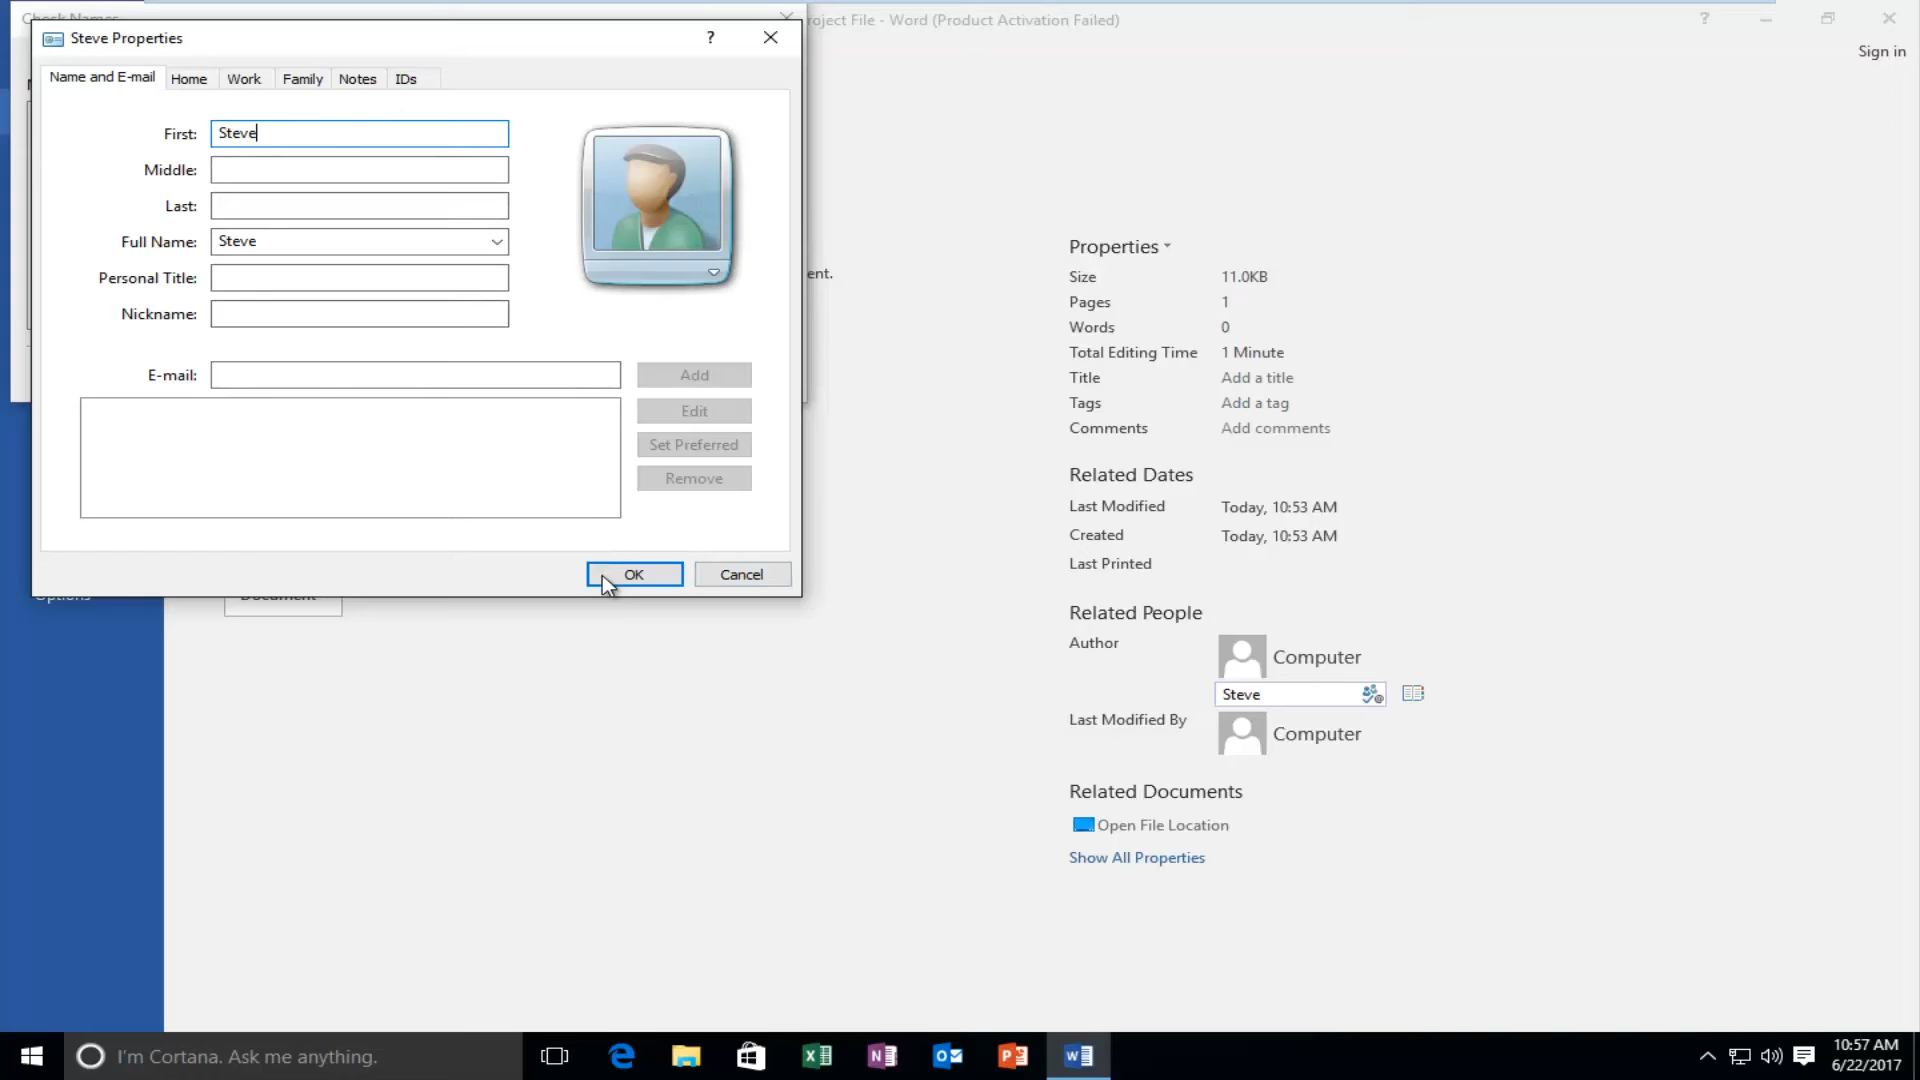 Check Names
Steve Properties
?
roject File - Word (Product Activation Failed)
?
Sign in
Name and E-mail
Home
Work
Family
Notes
IDs
First:
Steve
Middle:
Last:
Full Name:
Steve
Personal Title:
Nickname:
E-mail:
Add
Edit
Set Preferred
Remove
OK
Cancel
ent.
Options
Document
Properties
Size 11.0KB
Pages 1
Words 0
Total Editing Time 1 Minute
Title Add a title
Tags Add a tag
Comments Add comments
Related Dates
Last Modified Today, 10:53 AM
Created Today, 10:53 AM
Last Printed
Related People
Author
Computer
Steve
Last Modified By
Computer
Related Documents
Open File Location
Show All Properties
I'm Cortana. Ask me anything.
10:57 AM
6/22/2017